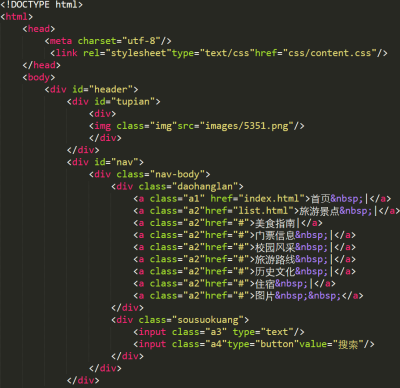 <!DOCTYPE html>
<html>
<head>
<meta charset="utf-8"/>
<link rel="stylesheet"type="text/css"href="css/content.css"/>
</head>
<body>
<div id="header">
<div id="tupian">
<div>
<img class="img"src="images/5351.png"/>
</div>
</div>
<div id="nav">
<div class="nav-body">
<div class="daohanglan">
<a class="a1" href="index.html">首页&nbsp;|</a>
<a class="a2"href="list.html">旅游景点&nbsp;|</a>
<a class="a2"href="#">美食指南|</a>
<a class="a2"href="#">门票信息&nbsp;|</a>
<a class="a2"href="#">校园风采&nbsp;|</a>
<a class="a2"href="#">旅游路线&nbsp;|</a>
<a class="a2"href="#">历史文化&nbsp;|</a>
<a class="a2"href="#">住宿&nbsp;|</a>
<a class="a2"href="#">图片&nbsp;&nbsp;</a>
</div>
<div class="sousuokuang">
<input class="a3" type="text"/>
<input class="a4"type="button"value="搜索"/>
</div>
</div>
</div>